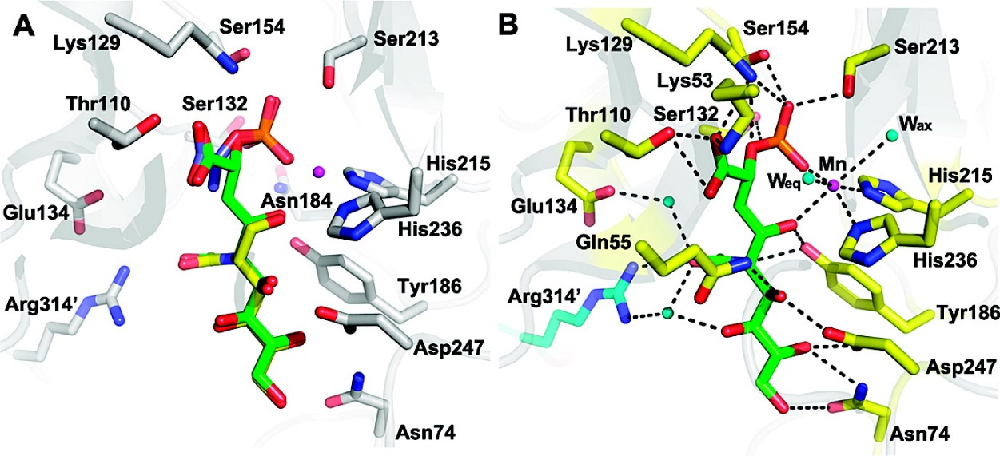 A
Lys129
Ser154
Ser213
Thr110
Ser132
His215
Glu134
Asn184
His236
Arg314’
Tyr186
Asp247
Asn74
B
Lys129
Ser154
Ser213
Lys53
Thr110
Ser132
Wax
Mn
Weq
His215
Glu134
Gln55
His236
Arg314’
Tyr186
Asp247
Asn74